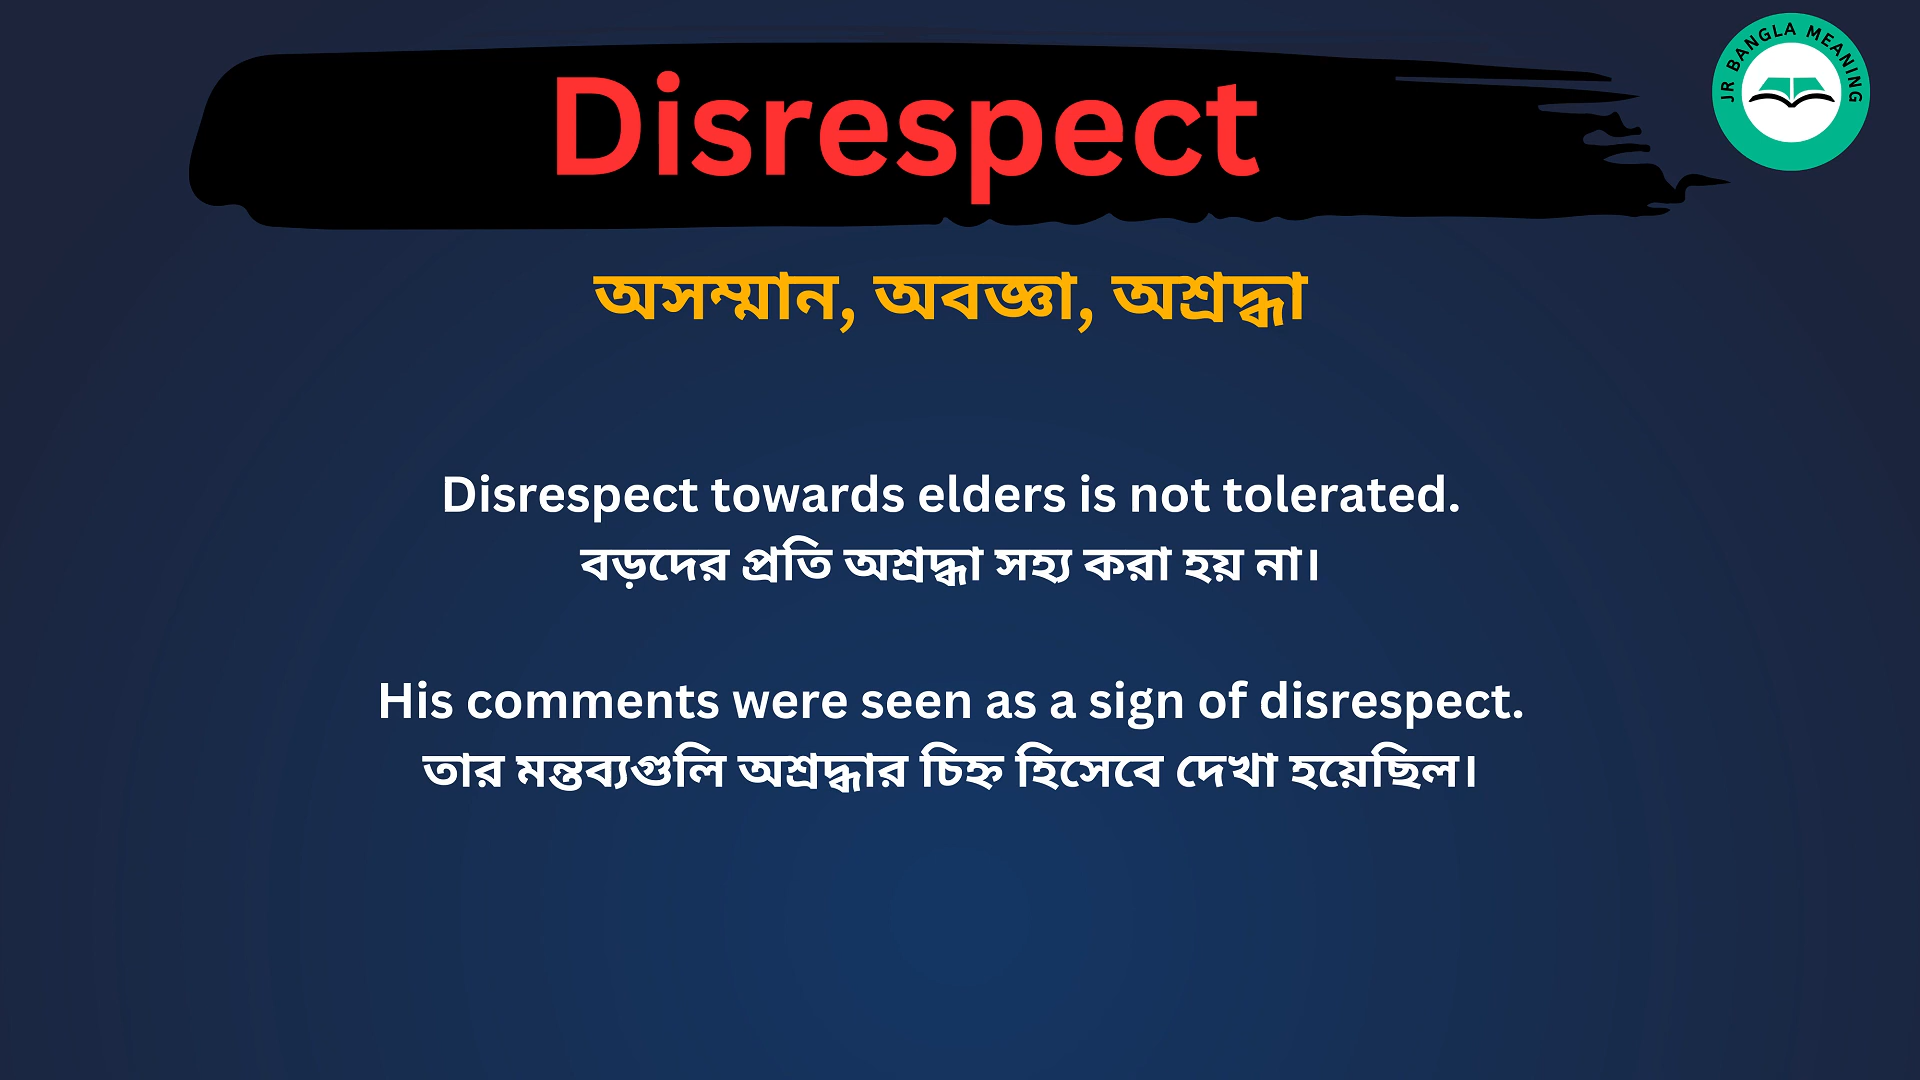 Disrespect
JR BANGLA MEANING
অসম্মান, অবজ্ঞা, অশ্রদ্ধা
Disrespect towards elders is not tolerated.
বড়দের প্রতি অশ্রদ্ধা সহ্য করা হয় না।
His comments were seen as a sign of disrespect.
তার মন্তব্যগুলি অশ্রদ্ধার চিহ্ন হিসেবে দেখা হয়েছিল।